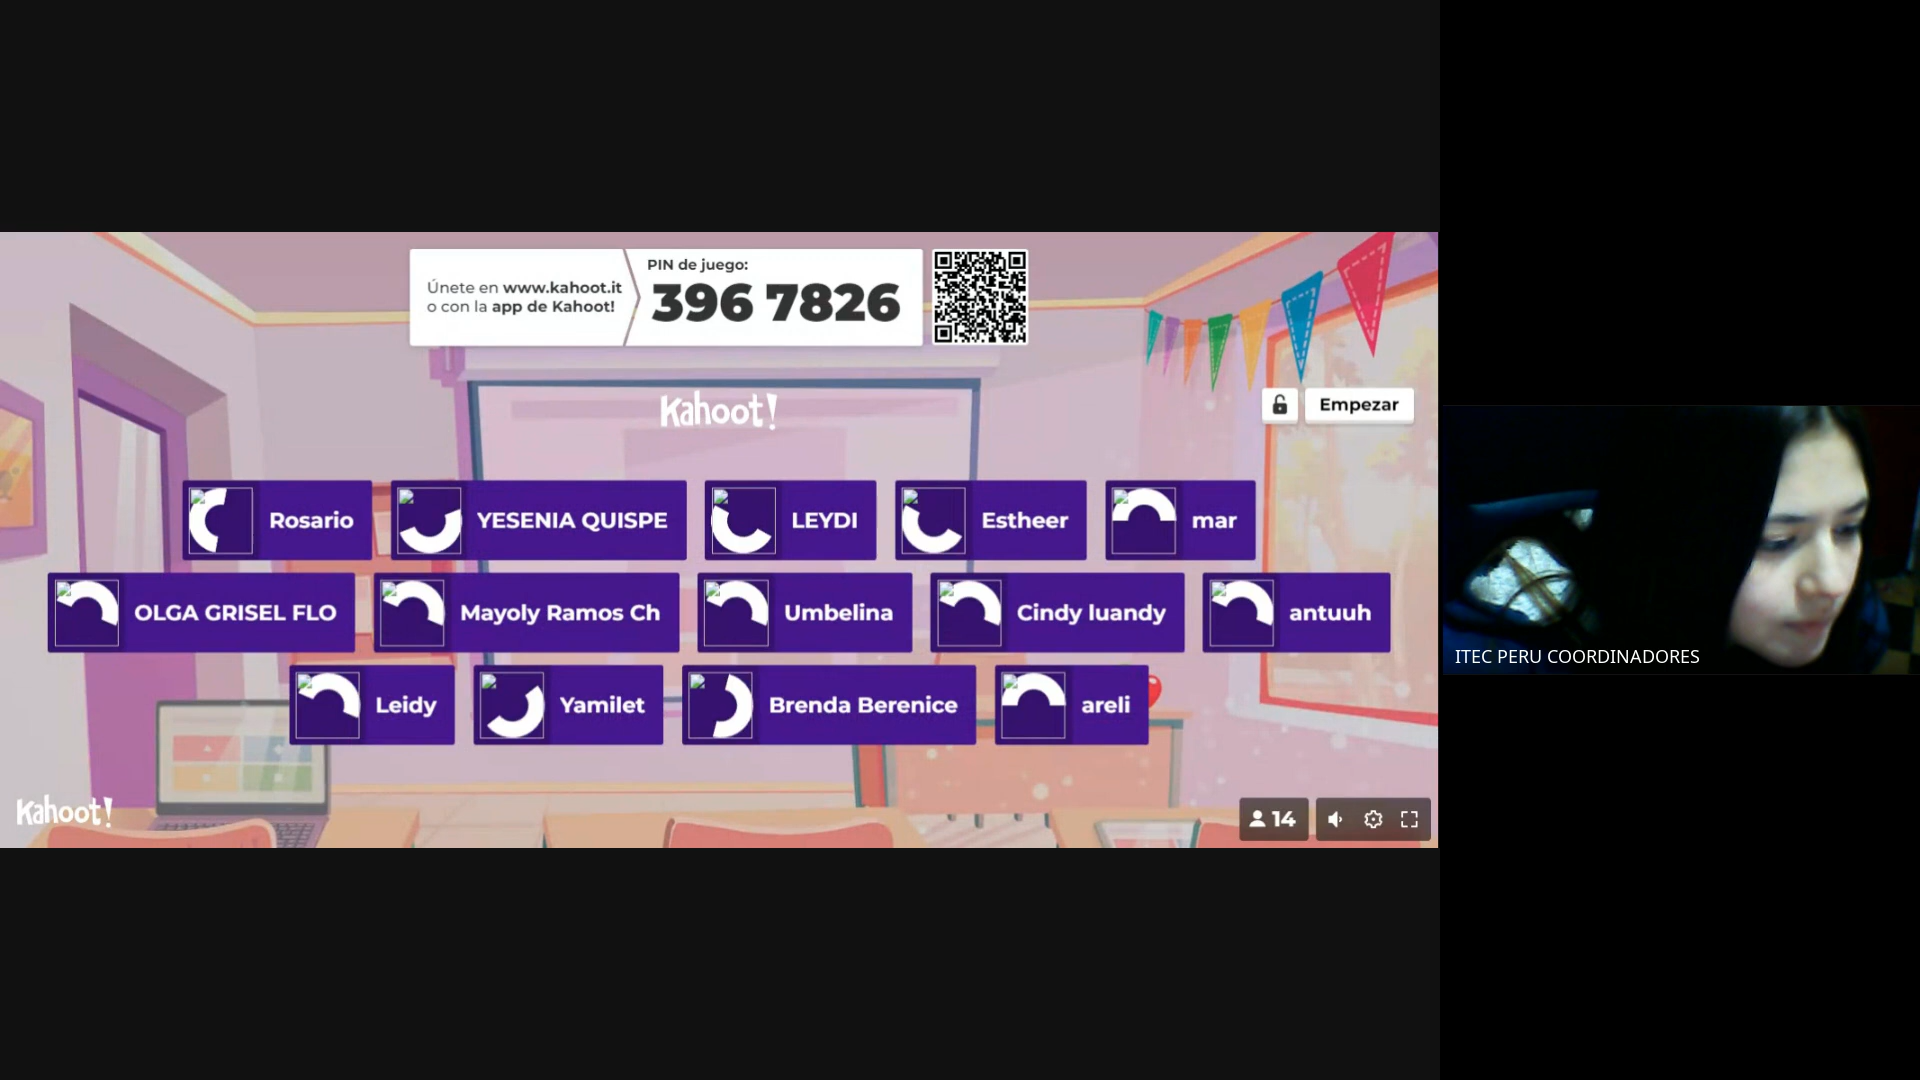 Únete en www.kahoot.it
o con la app de Kahoot!
PIN de juego:
396 7826
Kahoot!
Empezar
Rosario
YESENIA QUISPE
LEYDI
Estheer
mar
OLGA GRISEL FLO
Mayoly Ramos Ch
Umbelina
Cindy luandy
antuuh
Leidy
Yamilet
Brenda Berenice
areli
Kahoot!
14
ITEC PERU COORDINADORES